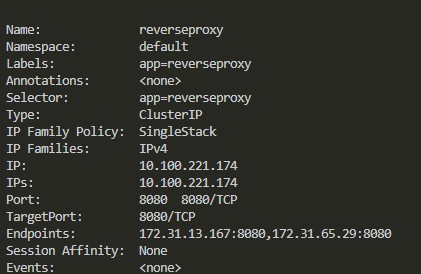 Name: reverseproxy
Namespace: default
Labels: app=reverseproxy
Annotations: <none>
Selector: app=reverseproxy
Type: ClusterIP
IP Family Policy: SingleStack
IP Families: IPv4
IP: 10.100.221.174
IPs: 10.100.221.174
Port: 8080 8080/TCP
TargetPort: 8080/TCP
Endpoints: 172.31.13.167:8080,172.31.65.29:8080
Session Affinity: None
Events: <none>